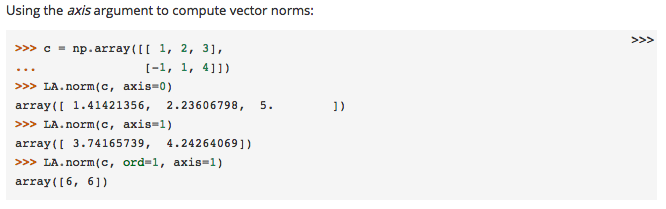 Using the axis argument to compute vector norms:
>>>
>>> c = np.array([[ 1, 2, 3],
...               [-1, 1, 4]])
>>> LA.norm(c, axis=0)
array([ 1.41421356,  2.23606798,  5.        ])
>>> LA.norm(c, axis=1)
array([ 3.74165739,  4.24264069])
>>> LA.norm(c, ord=1, axis=1)
array([6, 6])